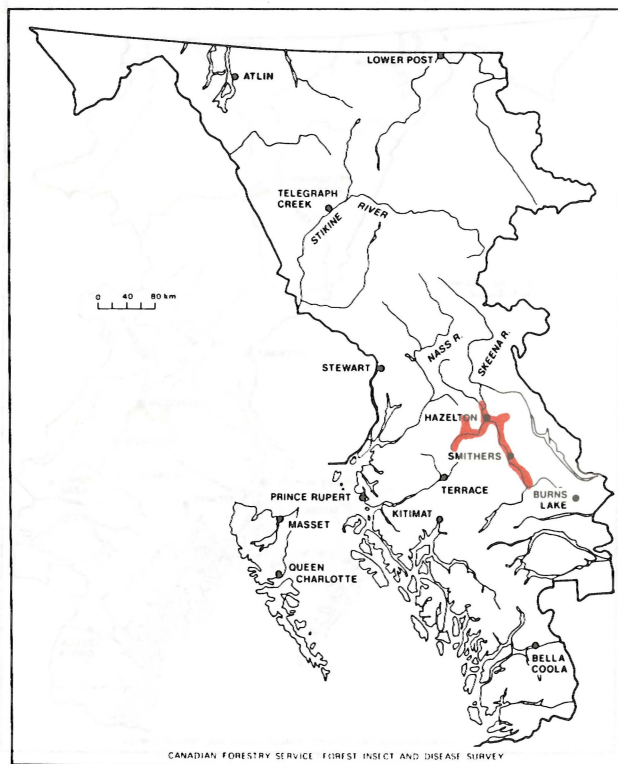 LOWER POST
ATLIN
TELEGRAPH
CREEK
STIKINE RIVER
0 40 80 km
NASS R.
SKEENA R.
STEWART
HAZELTON
SMITHERS
TERRACE
BURNS
LAKE
PRINCE RUPERT
KITIMAT
MASSET
QUEEN
CHARLOTTE
BELLA
COOLA
CANADIAN FORESTRY SERVICE FOREST INSECT AND DISEASE SURVEY